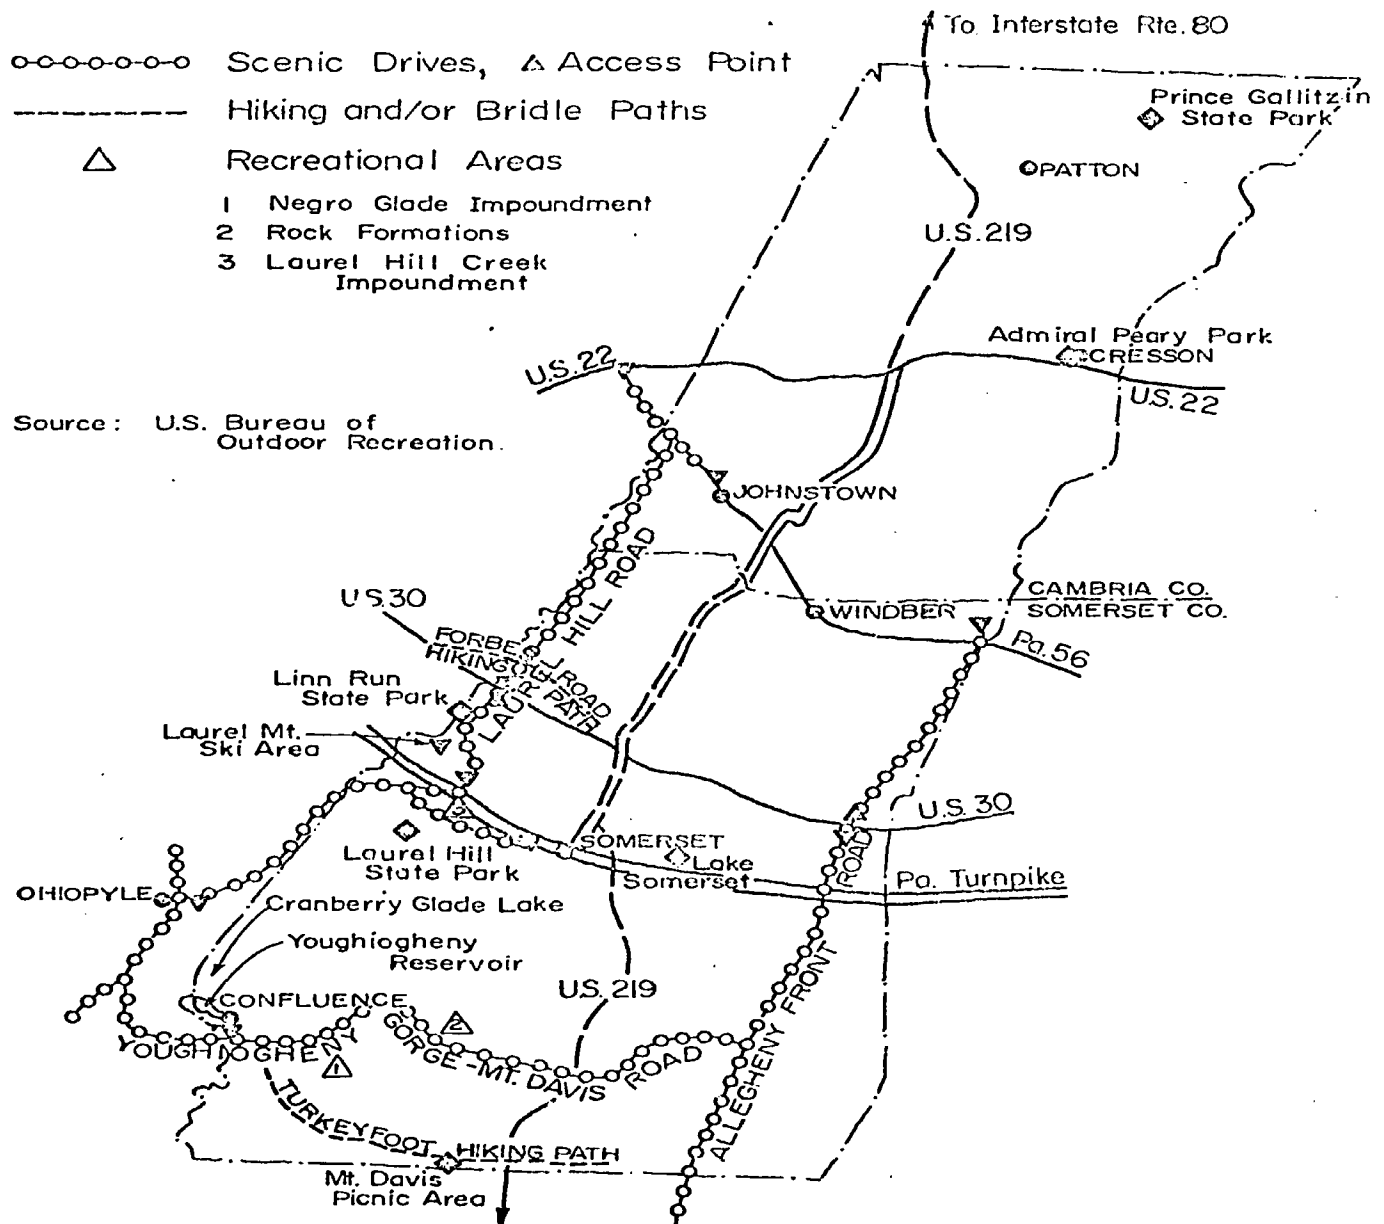 To Interstate Rte. 80
Scenic Drives, △ Access Point
Hiking and/or Bridle Paths
Recreational Areas
1 Negro Glade Impoundment
2 Rock Formations
3 Laurel Hill Creek
Impoundment
Prince Gallitzin
State Park
PATTON
U.S. 219
Admiral Peary Park
CRESSON
U.S. 22
U.S. 22
Source: U.S. Bureau of
Outdoor Recreation
JOHNSTOWN
LAUREL HILL ROAD
CAMBRIA CO.
SOMERSET CO.
WINDBER
Pa. 56
U.S. 30
FORBES ROAD
HIKING PATH
Linn Run
State Park
Laurel Mt.
Ski Area
U.S. 30
3
SOMERSET
Lake
Somerset
Laurel Hill
State Park
Pa. Turnpike
OHIOPYLE
Cranberry Glade Lake
Youghiogheny
Reservoir
U.S. 219
CONFLUENCE
2
1
YOUGHIOGHENY
GORGE-MT. DAVIS ROAD
ALLEGHENY FRONT ROAD
TURKEYFOOT HIKING PATH
Mt. Davis
Picnic Area